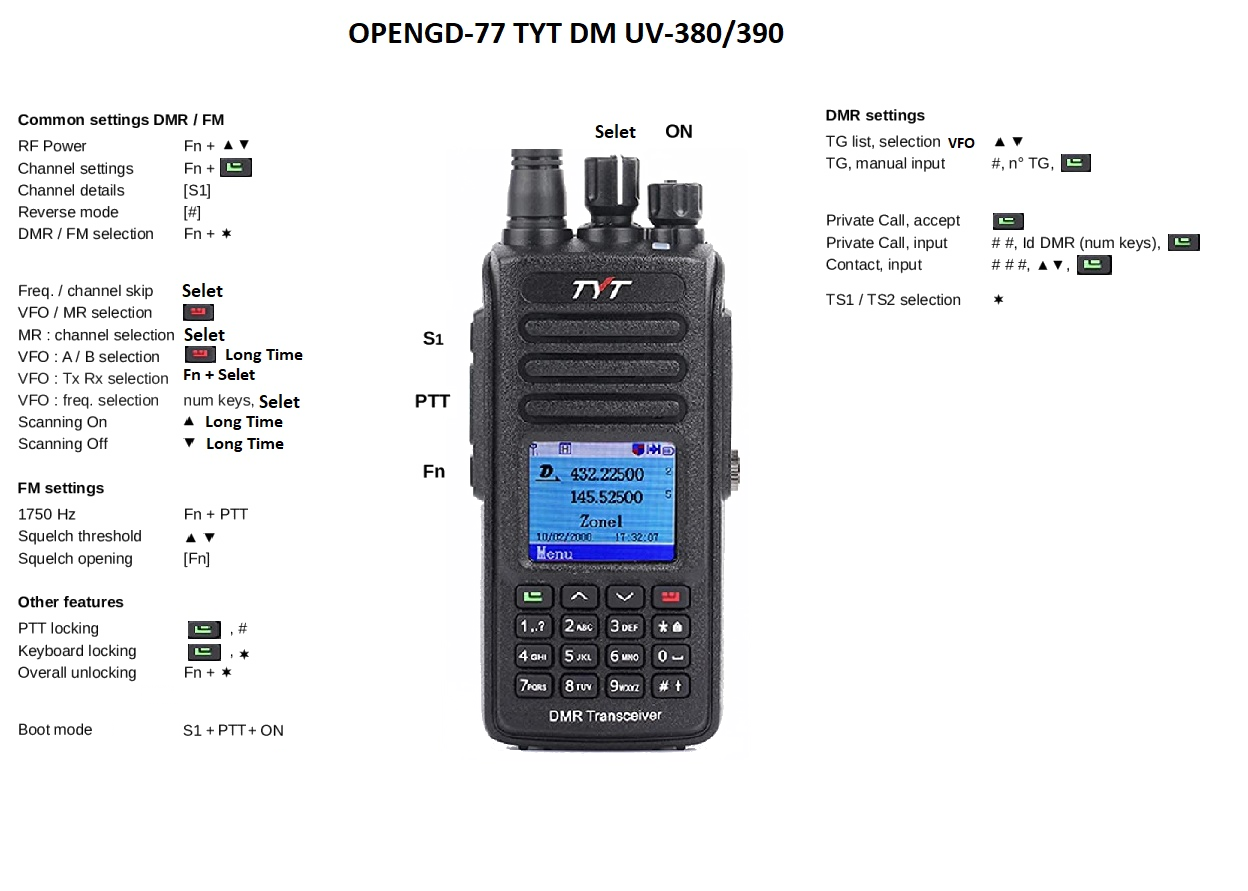 OPENGD-77 TYT DM UV-380/390
Common settings DMR / FM
RF Power Fn + ▲ ▼
Channel settings Fn +
Channel details [S1]
Reverse mode [#]
DMR / FM selection Fn + ✶
Freq. / channel skip Selet
VFO / MR selection
MR : channel selection Selet
VFO : A / B selection Long Time
VFO : Tx Rx selection Fn + Selet
VFO : freq. selection num keys, Selet
Scanning On ▲ Long Time
Scanning Off ▼ Long Time
FM settings
1750 Hz Fn + PTT
Squelch threshold ▲ ▼
Squelch opening [Fn]
Other features
PTT locking , #
Keyboard locking , ✶
Overall unlocking Fn + ✶
Boot mode S1 + PTT + ON
Selet ON
S1
PTT
Fn
TYT
H
D 432.22500 2
145.52500 5
Zone1
10/02/2000 17:32:07
Menu
1,.? 2 ABC 3 DEF *
4 GHI 5 JKL 6 MNO 0
7 PQRS 8 TUV 9 WXYZ #
DMR Transceiver
DMR settings
TG list, selection VFO ▲ ▼
TG, manual input #, n° TG,
Private Call, accept
Private Call, input # #, Id DMR (num keys),
Contact, input # # #, ▲▼,
TS1 / TS2 selection ✶